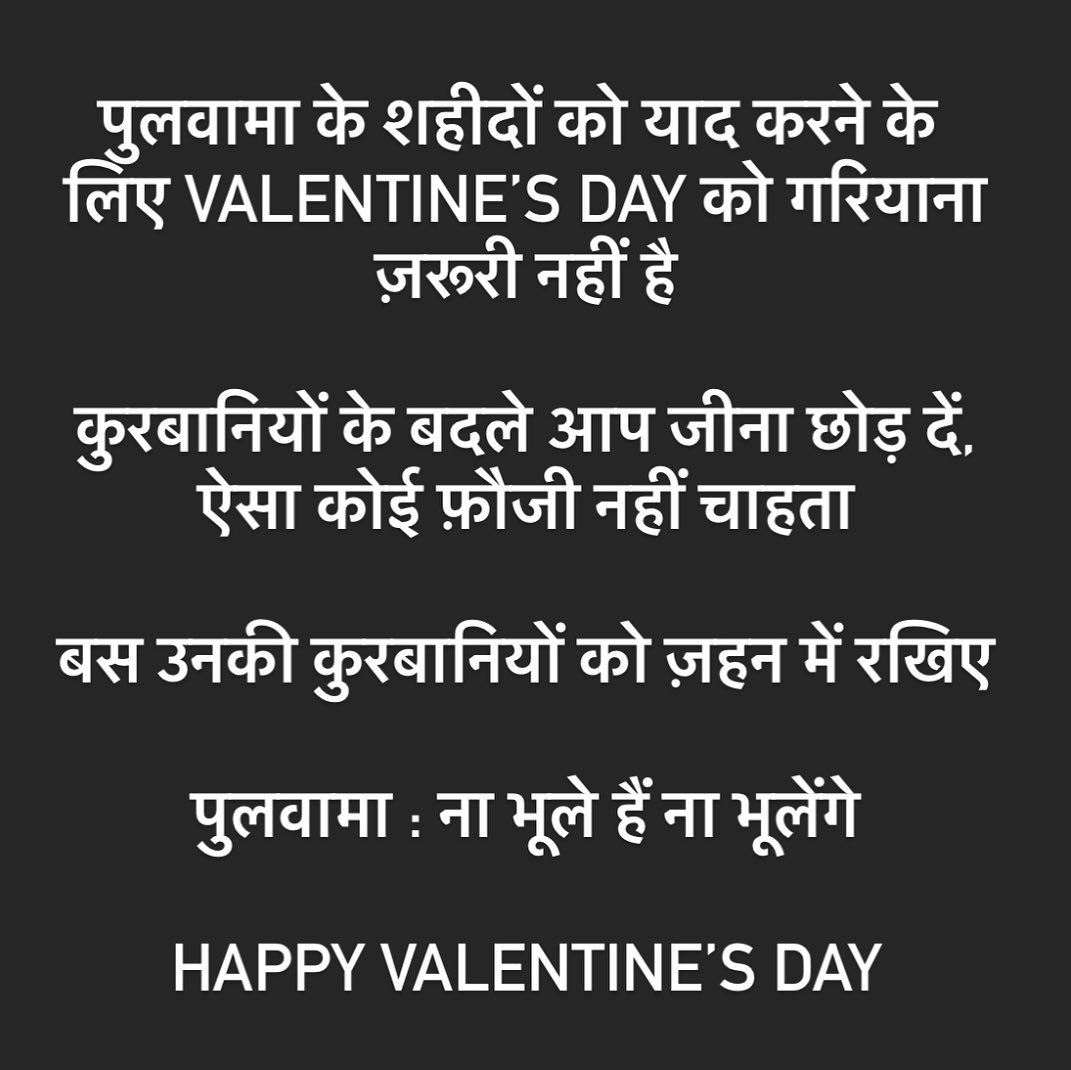 पुलवामा के शहीदों को याद करने के
लिए VALENTINE’S DAY को गरियाना
ज़रूरी नहीं है
कुरबानियों के बदले आप जीना छोड़ दें,
ऐसा कोई फ़ौजी नहीं चाहता
बस उनकी कुरबानियों को ज़हन में रखिए
पुलवामा : ना भूले हैं ना भूलेंगे
HAPPY VALENTINE’S DAY